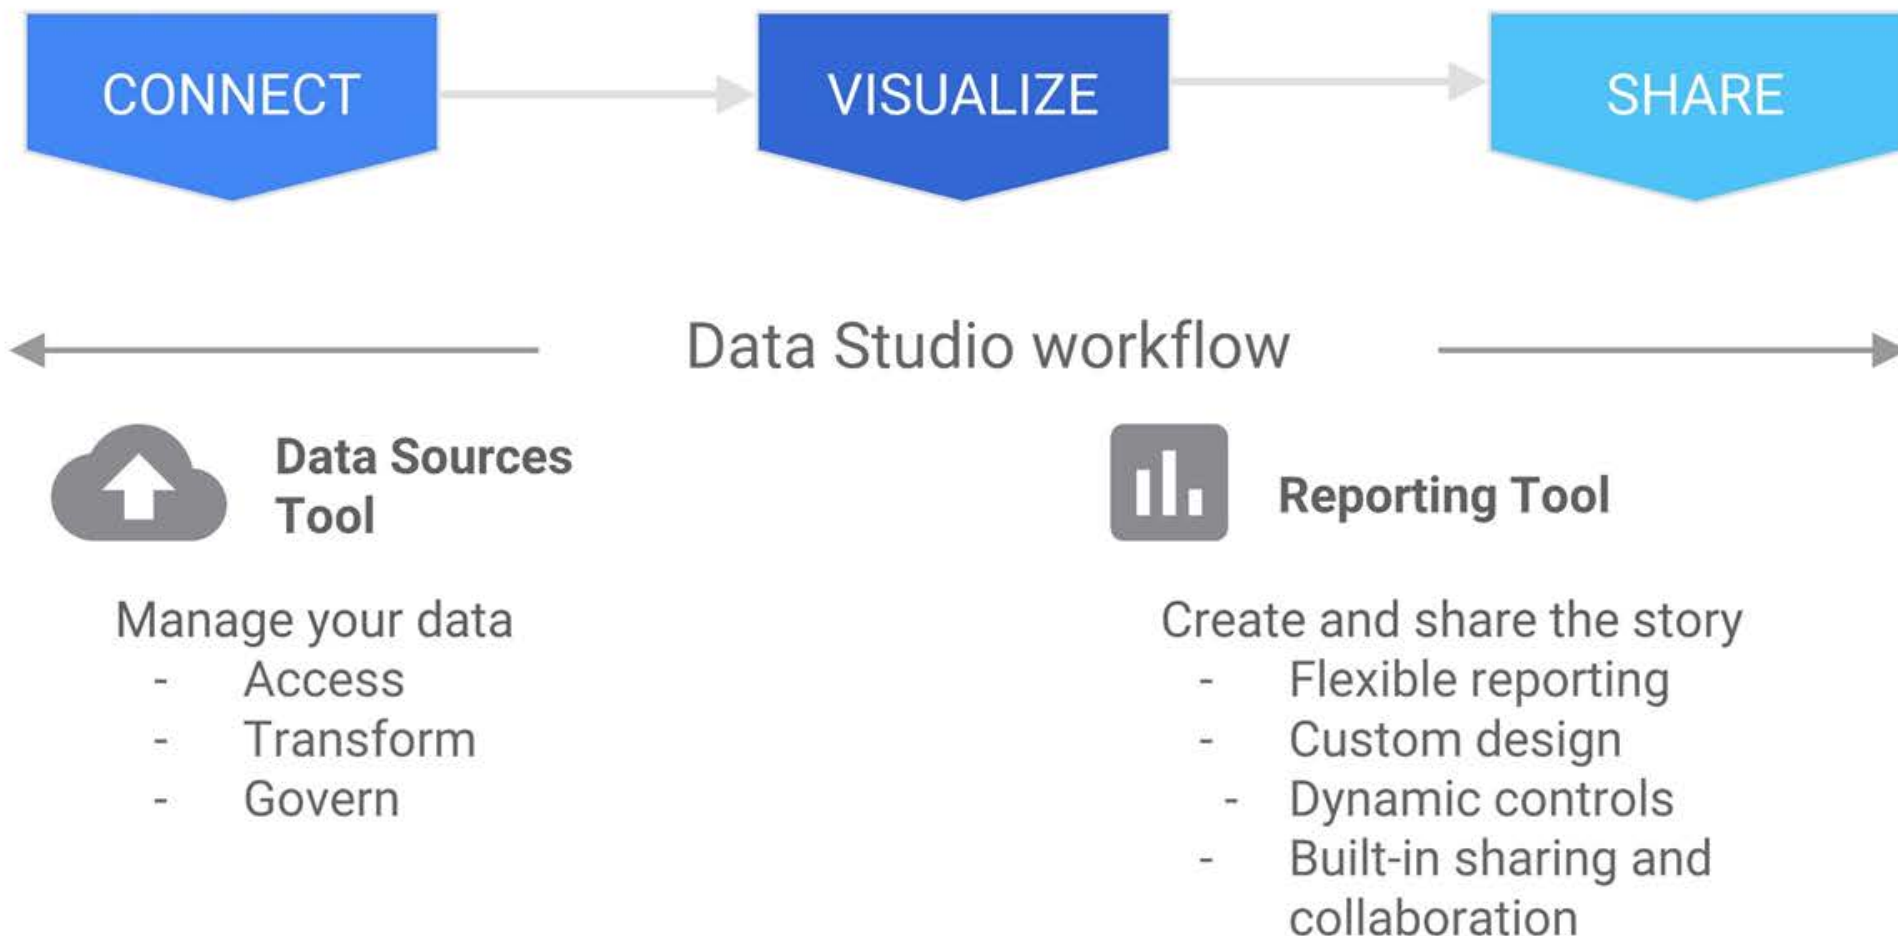 CONNECT
VISUALIZE
SHARE
Data Studio workflow
Data Sources
Tool
Manage your data
- Access
- Transform
- Govern
Reporting Tool
Create and share the story
- Flexible reporting
- Custom design
- Dynamic controls
- Built-in sharing and
collaboration